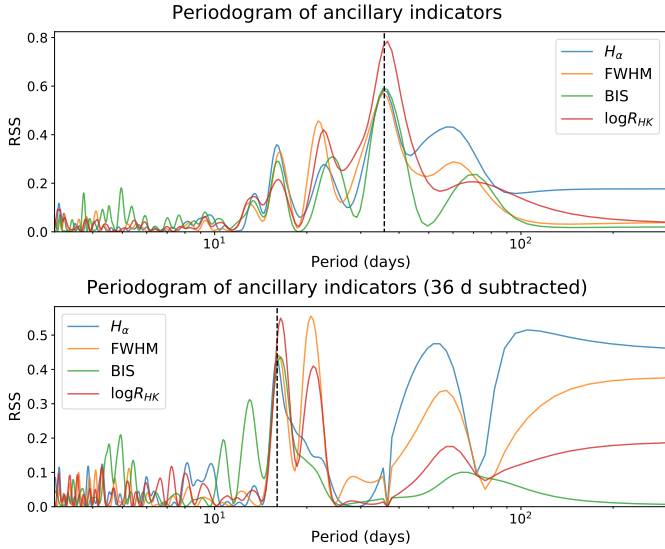 Periodogram of ancillary indicators
0.8
0.6
0.4
0.2
0.0
RSS
Hα
FWHM
BIS
logR_HK
10¹
10²
Period (days)
Periodogram of ancillary indicators (36 d subtracted)
0.5
0.4
0.3
0.2
0.1
0.0
RSS
Hα
FWHM
BIS
logR_HK
10¹
10²
Period (days)